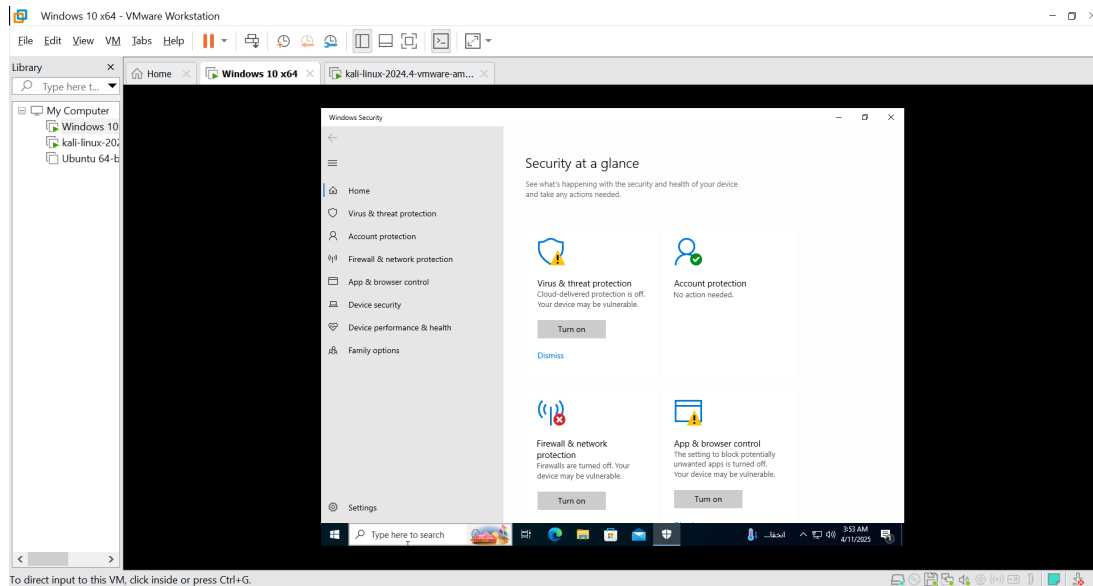 Windows 10 x64 - VMware Workstation
File Edit View VM Tabs Help
Library
Home
Windows 10 x64
kali-linux-2024.4-vmware-am...
Type here t...
My Computer
Windows 10
kali-linux-202
Ubuntu 64-b
Windows Security
Home
Virus & threat protection
Account protection
Firewall & network protection
App & browser control
Device security
Device performance & health
Family options
Settings
Security at a glance
See what's happening with the security and health of your device
and take any actions needed.
Virus & threat protection
Cloud-delivered protection is off.
Your device may be vulnerable.
Turn on
Dismiss
Account protection
No action needed.
Firewall & network
protection
Firewalls are turned off. Your
device may be vulnerable.
Turn on
App & browser control
The setting to block potentially
unwanted apps is turned off.
Your device may be vulnerable.
Turn on
Type here to search
انخفا...
3:53 AM
4/11/2025
To direct input to this VM, click inside or press Ctrl+G.